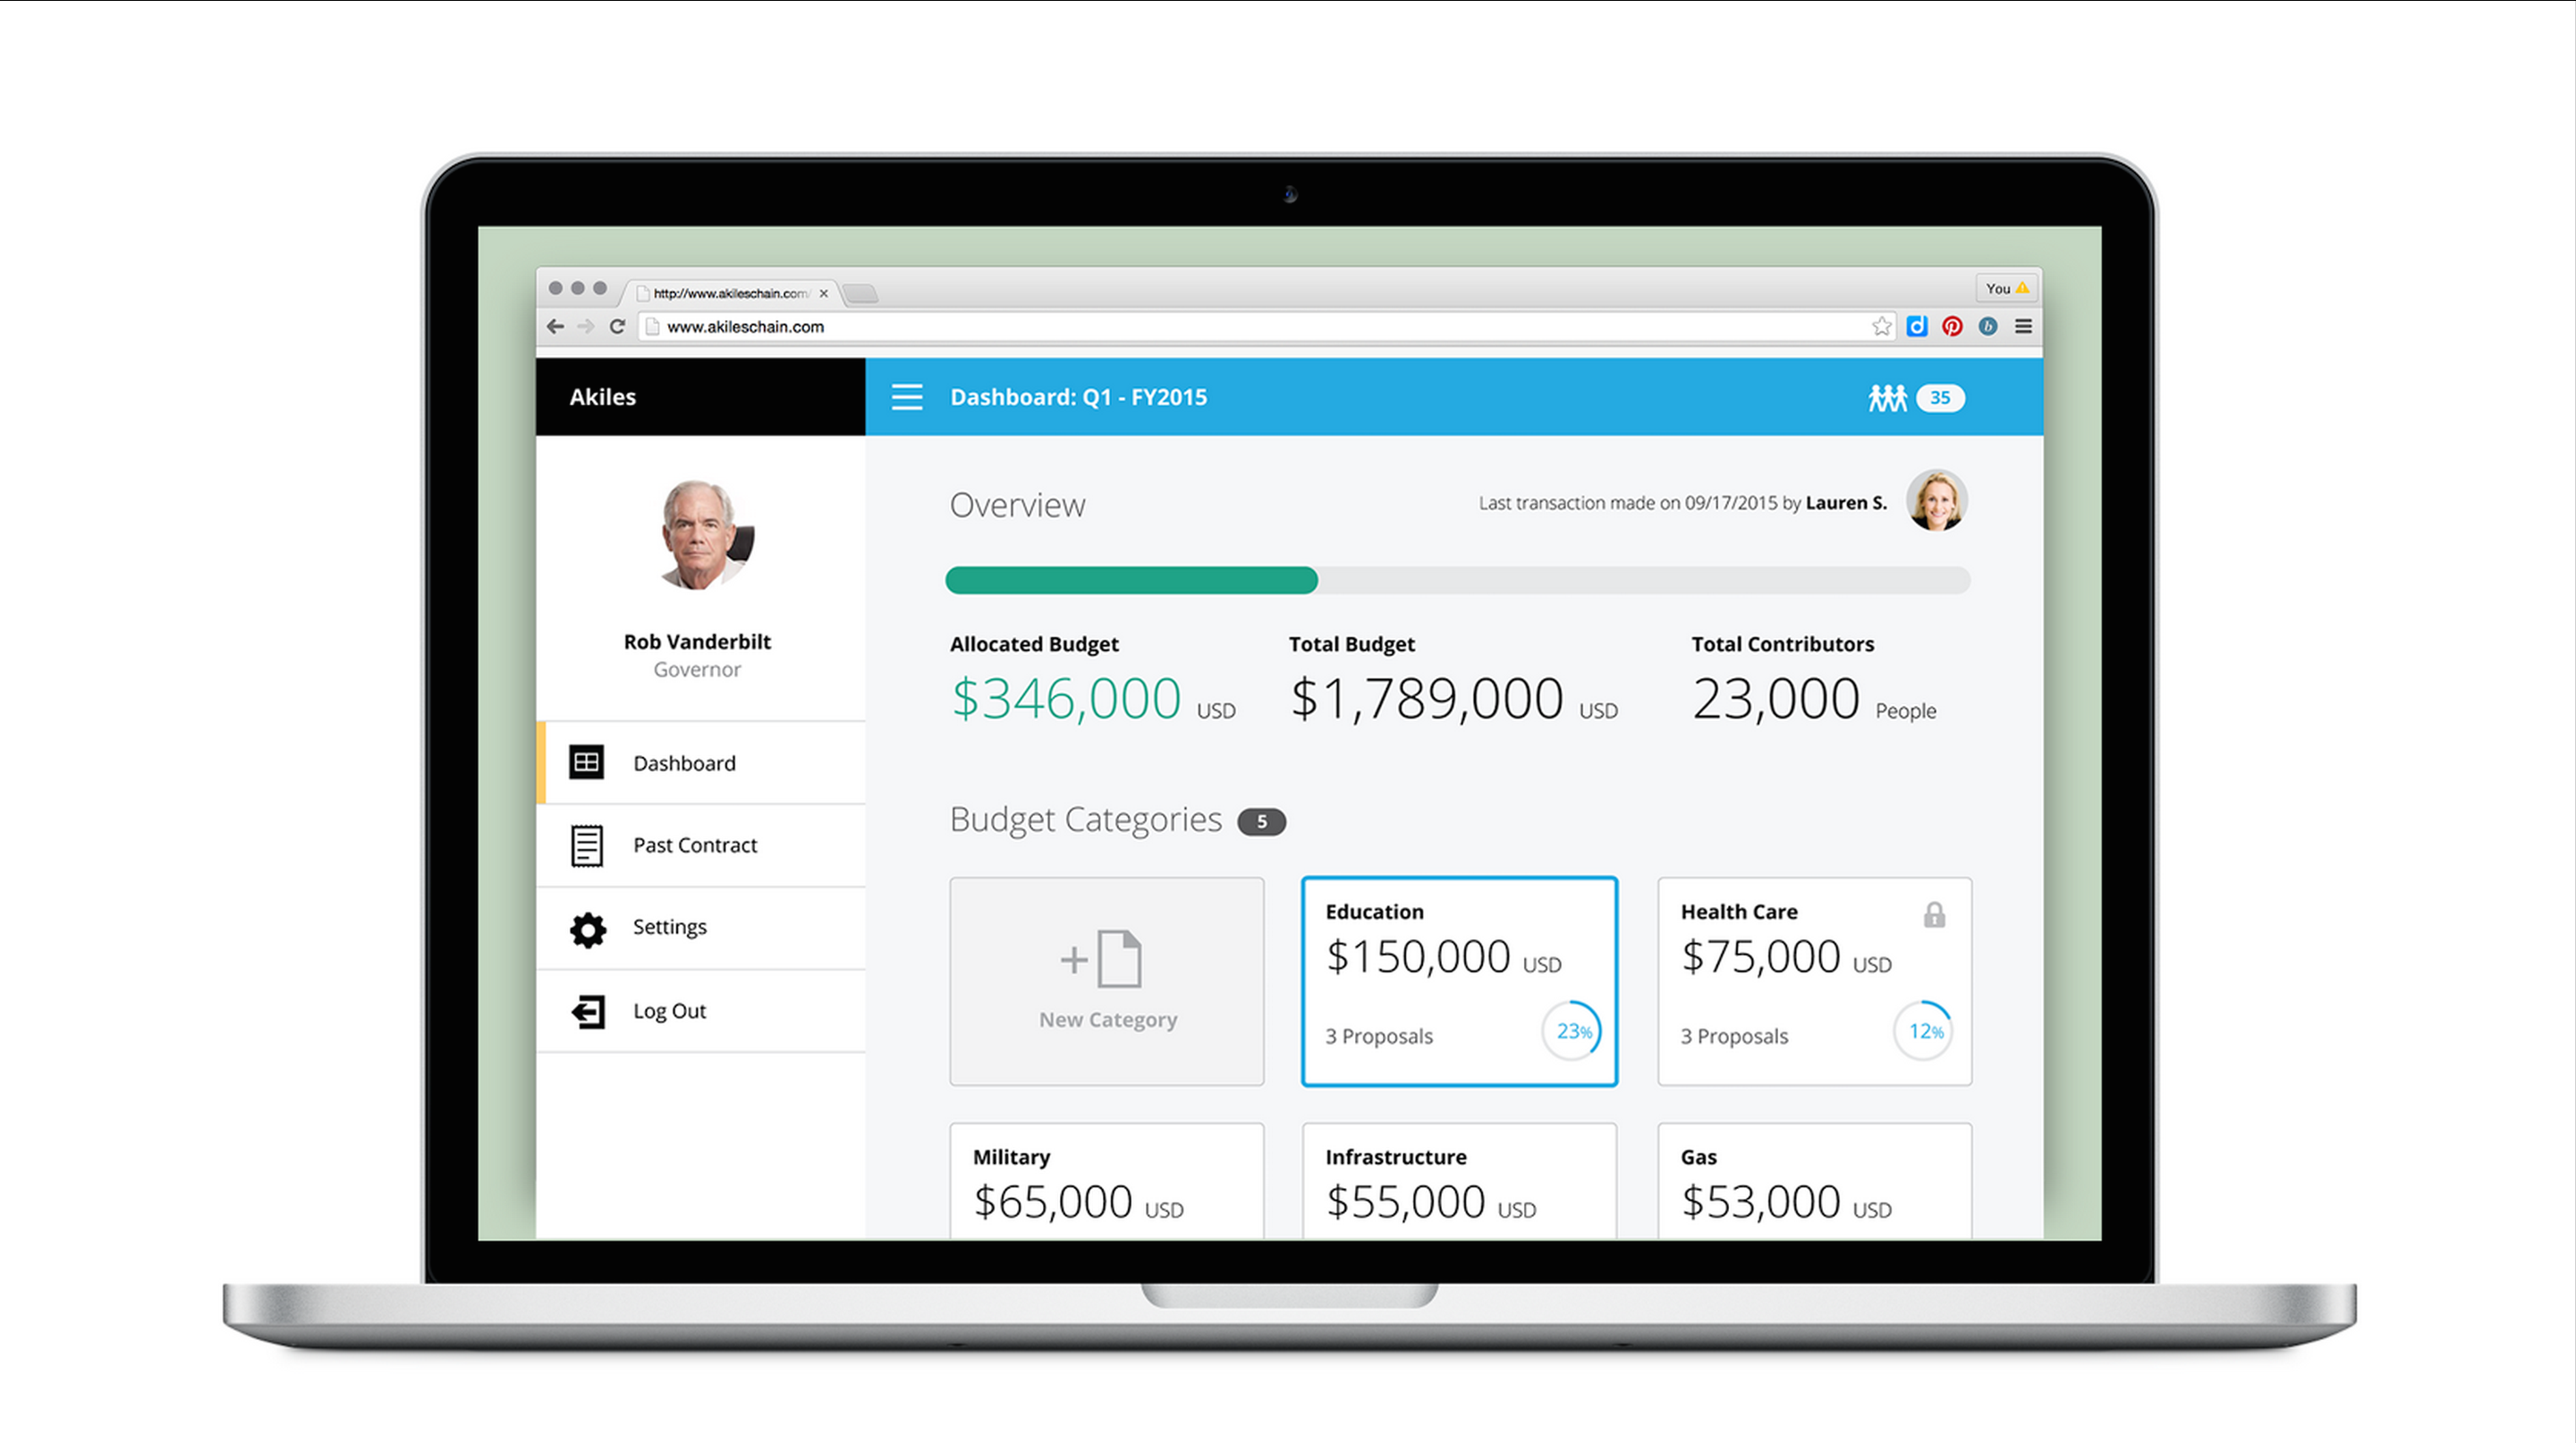 http://www.akileschain.com/
You
www.akileschain.com
Akiles
Dashboard: Q1 - FY2015
35
Overview
Last transaction made on 09/17/2015 by Lauren S.
Rob Vanderbilt
Governor
Allocated Budget
$346,000 USD
Total Budget
$1,789,000 USD
Total Contributors
23,000 People
Dashboard
Past Contract
Settings
Log Out
Budget Categories 5
New Category
Education
$150,000 USD
3 Proposals
23%
Health Care
$75,000 USD
3 Proposals
12%
Military
$65,000 USD
Infrastructure
$55,000 USD
Gas
$53,000 USD